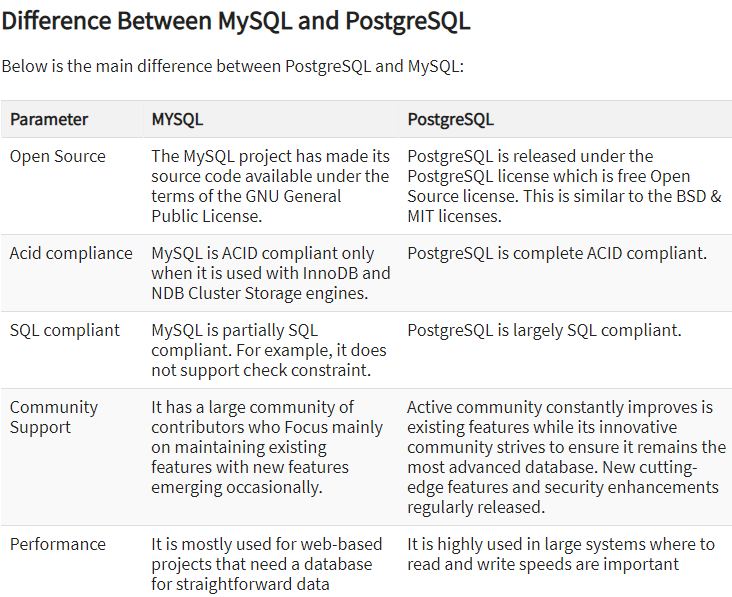 Difference Between MySQL and PostgreSQL
Below is the main difference between PostgreSQL and MySQL:
Parameter MYSQL PostgreSQL
Open Source
The MySQL project has made its
source code available under the
terms of the GNU General
Public License.
PostgreSQL is released under the
PostgreSQL license which is free Open
Source license. This is similar to the BSD &
MIT licenses.
Acid compliance
MySQL is ACID compliant only
when it is used with InnoDB and
NDB Cluster Storage engines.
PostgreSQL is complete ACID compliant.
SQL compliant
MySQL is partially SQL
compliant. For example, it does
not support check constraint.
PostgreSQL is largely SQL compliant.
Community
Support
It has a large community of
contributors who Focus mainly
on maintaining existing
features with new features
emerging occasionally.
Active community constantly improves is
existing features while its innovative
community strives to ensure it remains the
most advanced database. New cutting-
edge features and security enhancements
regularly released.
Performance
It is mostly used for web-based
projects that need a database
for straightforward data
It is highly used in large systems where to
read and write speeds are important